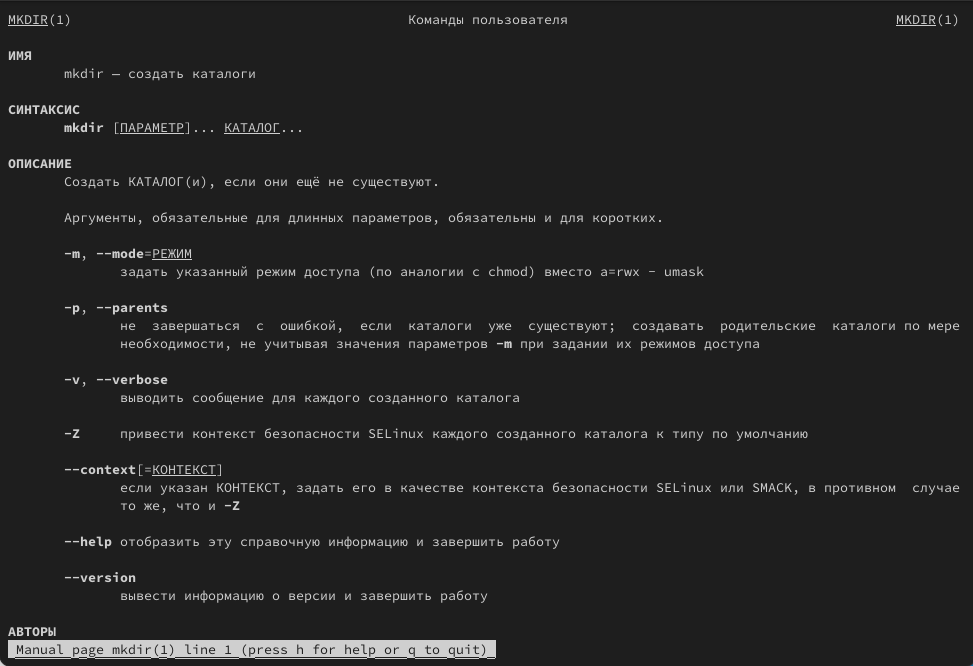 MKDIR(1) Команды пользователя MKDIR(1)
ИМЯ
mkdir — создать каталоги
СИНТАКСИС
mkdir [ПАРАМЕТР]... КАТАЛОГ...
ОПИСАНИЕ
Создать КАТАЛОГ(и), если они ещё не существуют.
Аргументы, обязательные для длинных параметров, обязательны и для коротких.
-m, --mode=РЕЖИМ
задать указанный режим доступа (по аналогии с chmod) вместо a=rwx - umask
-p, --parents
не завершаться с ошибкой, если каталоги уже существуют; создавать родительские каталоги по мере
необходимости, не учитывая значения параметров -m при задании их режимов доступа
-v, --verbose
выводить сообщение для каждого созданного каталога
-Z привести контекст безопасности SELinux каждого созданного каталога к типу по умолчанию
--context[=КОНТЕКСТ]
если указан КОНТЕКСТ, задать его в качестве контекста безопасности SELinux или SMACK, в противном случае
то же, что и -Z
--help отобразить эту справочную информацию и завершить работу
--version
вывести информацию о версии и завершить работу
АВТОРЫ
Manual page mkdir(1) line 1 (press h for help or q to quit)